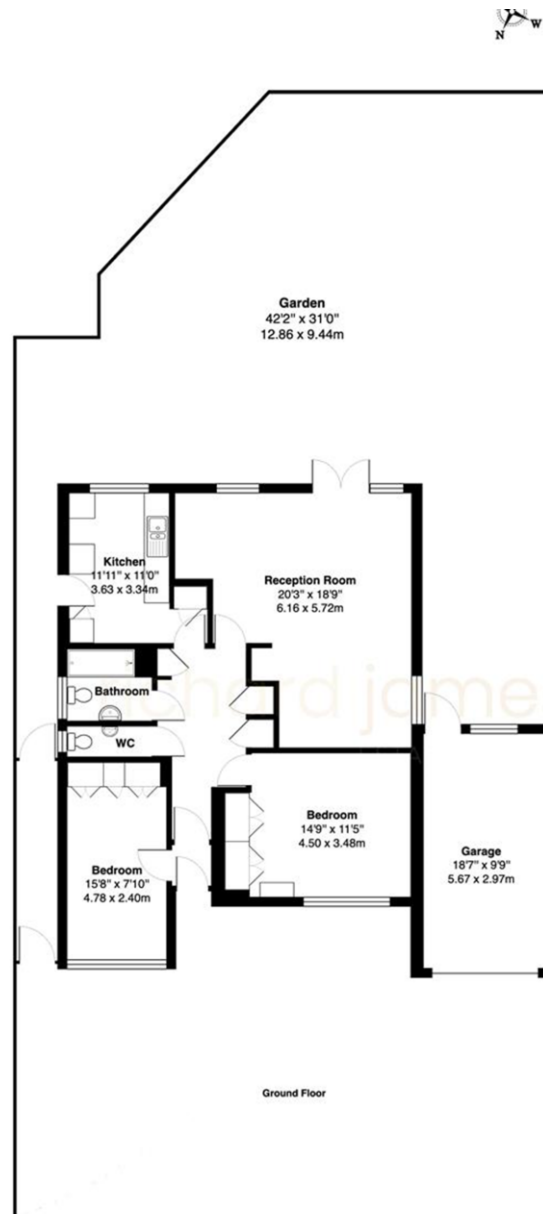 N
W
Garden
42'2" x 31'0"
12.86 x 9.44m
Kitchen
11'11" x 11'0"
3.63 x 3.34m
Reception Room
20'3" x 18'9"
6.16 x 5.72m
Bathroom
WC
Bedroom
14'9" x 11'5"
4.50 x 3.48m
Bedroom
15'8" x 7'10"
4.78 x 2.40m
Garage
18'7" x 9'9"
5.67 x 2.97m
Ground Floor